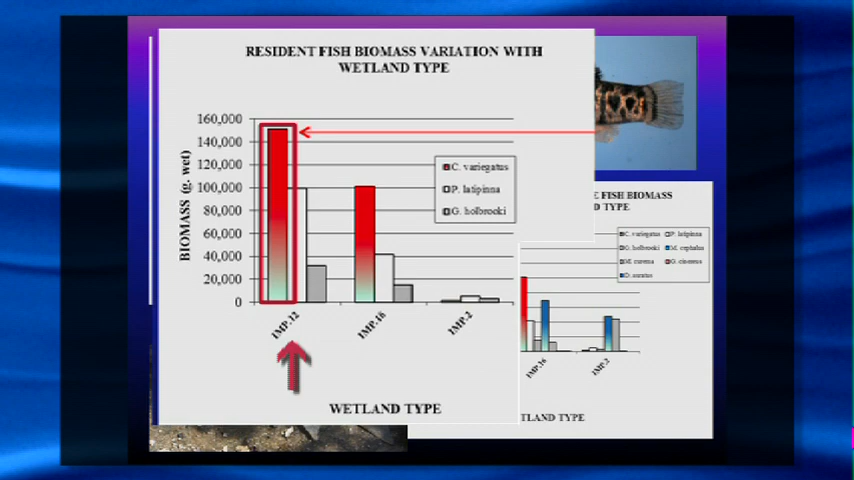 RESIDENT FISH BIOMASS VARIATION WITH
WETLAND TYPE
160,000
140,000
120,000
100,000
80,000
60,000
40,000
20,000
0
BIOMASS (g. wet)
C. variegatus
P. latipinna
G. holbrooki
IMP.12
IMP.16
IMP.2
WETLAND TYPE
E FISH BIOMASS
D TYPE
C. variegatus P. latipinna
G. holbrooki M. cephalus
M. curema G. cinereus
IMP.16
IMP.2
TLAND TYPE